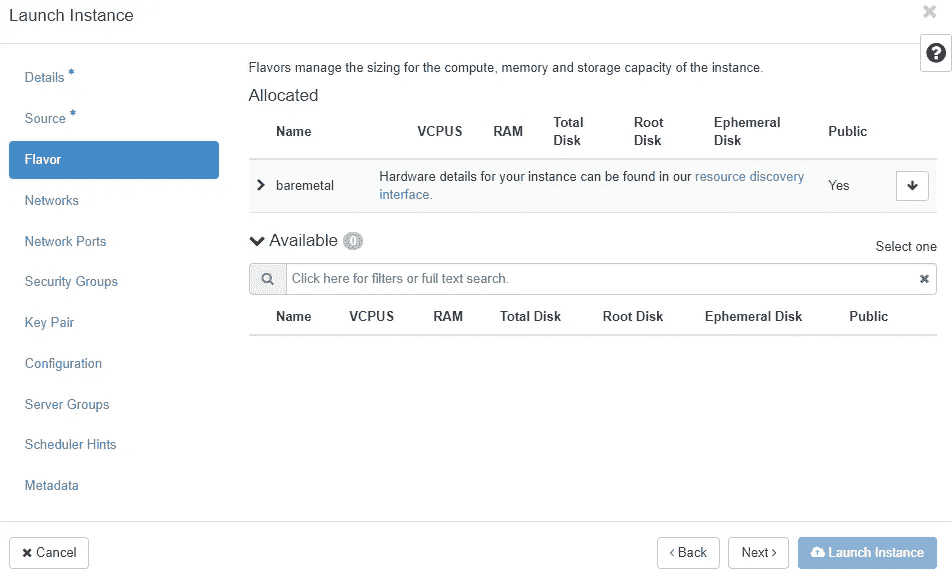 Launch Instance
Details *
Source *
Flavor
Networks
Network Ports
Security Groups
Key Pair
Configuration
Server Groups
Scheduler Hints
Metadata
Flavors manage the sizing for the compute, memory and storage capacity of the instance.
Allocated
Name VCPUS RAM Total Disk Root Disk Ephemeral Disk Public
baremetal Hardware details for your instance can be found in our resource discovery
interface. Yes
Available 0
Select one
Click here for filters or full text search.
Name VCPUS RAM Total Disk Root Disk Ephemeral Disk Public
Cancel
Back
Next
Launch Instance